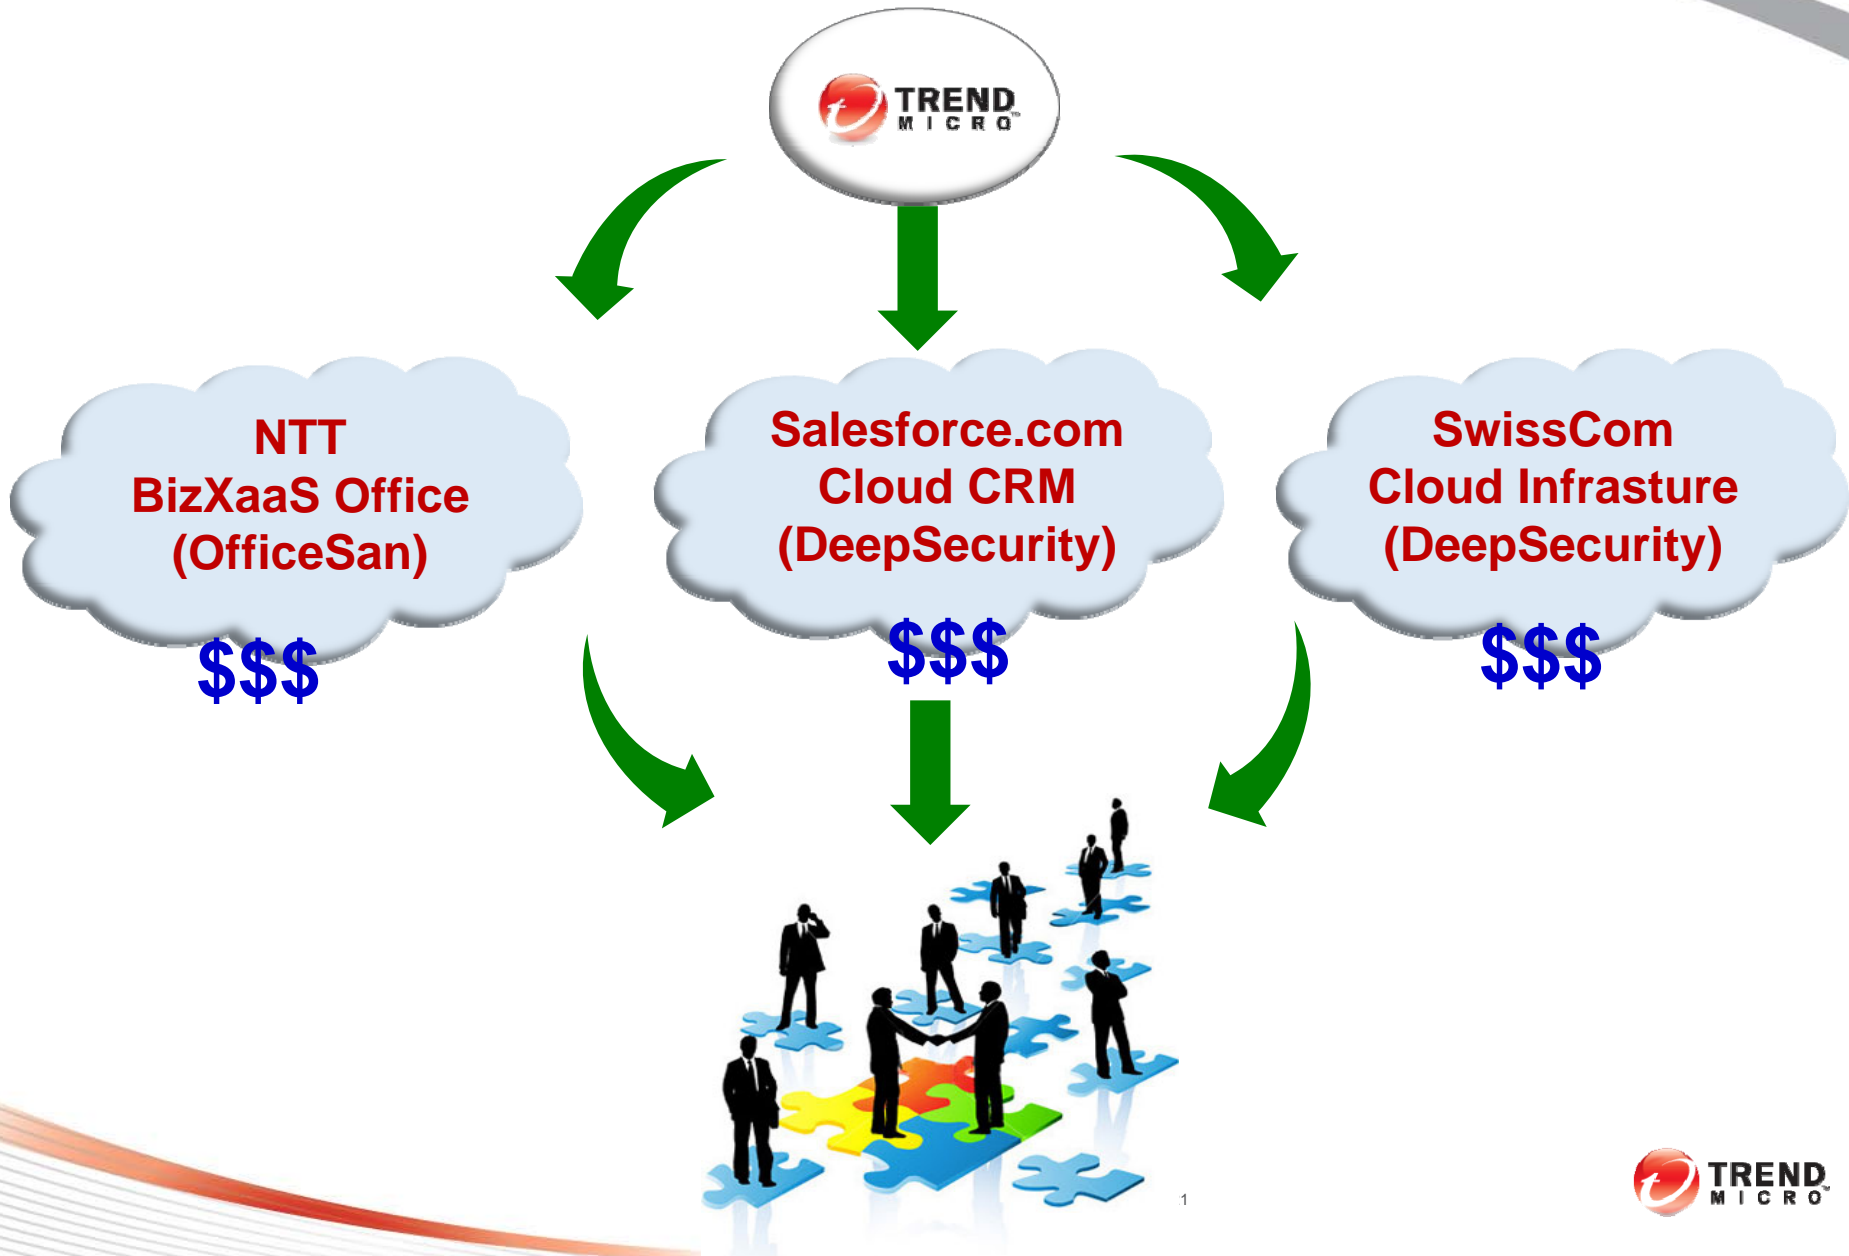 TREND
MICRO
NTT
BizXaaS Office
(OfficeSan)
$$$
Salesforce.com
Cloud CRM
(DeepSecurity)
$$$
SwissCom
Cloud Infrasture
(DeepSecurity)
$$$
1
TREND
MICRO